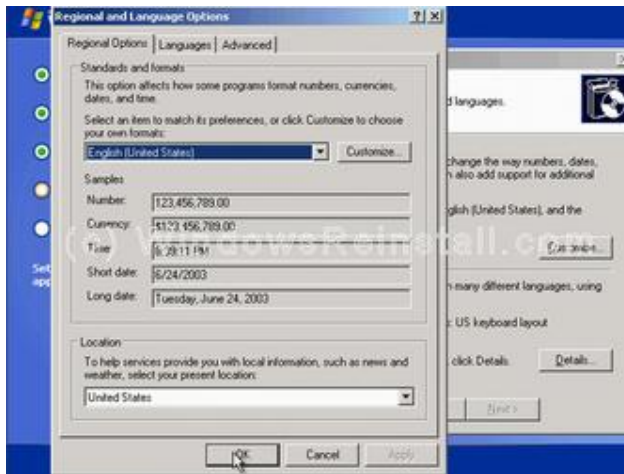 Regional and Language Options
Regional Options Languages Advanced
Standards and formats
This option affects how some programs format numbers, currencies,
dates, and time.
Select an item to match its preferences, or click Customize to choose
your own formats:
English (United States)
Customize...
Samples
Number: 123,456,789.00
Currency: $123,456,789.00
Time: 6:39:11 PM
Short date: 6/24/2003
Long date: Tuesday, June 24, 2003
Location
To help services provide you with local information, such as news and
weather, select your present location:
United States
OK Cancel Apply
d languages.
change the way numbers, dates,
n also add support for additional
glish (United States), and the
Customize...
n many different languages, using
: US keyboard layout
click Details.
Details...
Next >
(c) WindowsReinstall.com
Set
app